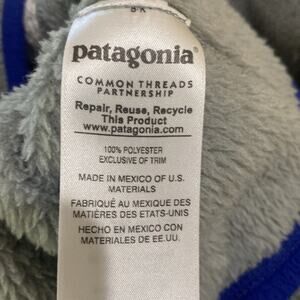 patagonia®
COMMON THREADS
PARTNERSHIP
Repair, Reuse, Recycle
This Product
www.patagonia.com
100% POLYESTER
EXCLUSIVE OF TRIM
MADE IN MEXICO OF U.S.
MATERIALS
FABRIQUÉ AU MEXIQUE DES
MATIÈRES DES ETATS-UNIS
HECHO EN MÉXICO CON
MATERIALES DE EE.UU.